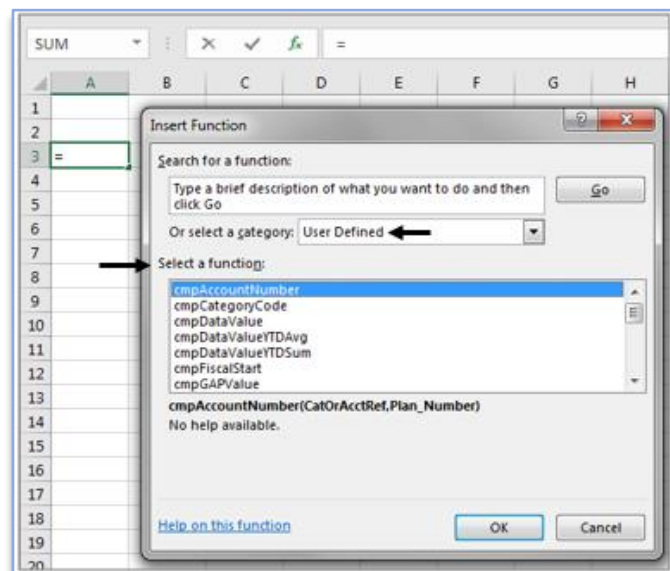 SUM
fx
=
A B C D E F G H
1
2
3 =
4
5
6
7
8
9
10
11
12
13
14
15
16
17
18
19
20
Insert Function
Search for a function:
Type a brief description of what you want to do and then
click Go
Go
Or select a category: User Defined
Select a function:
cmpAccountNumber
cmpCategoryCode
cmpDataValue
cmpDataValueYTDAvg
cmpDataValueYTDSum
cmpFiscalStart
cmpGAPValue
cmpAccountNumber(CatOrAcctRef,Plan_Number)
No help available.
Help on this function
OK
Cancel